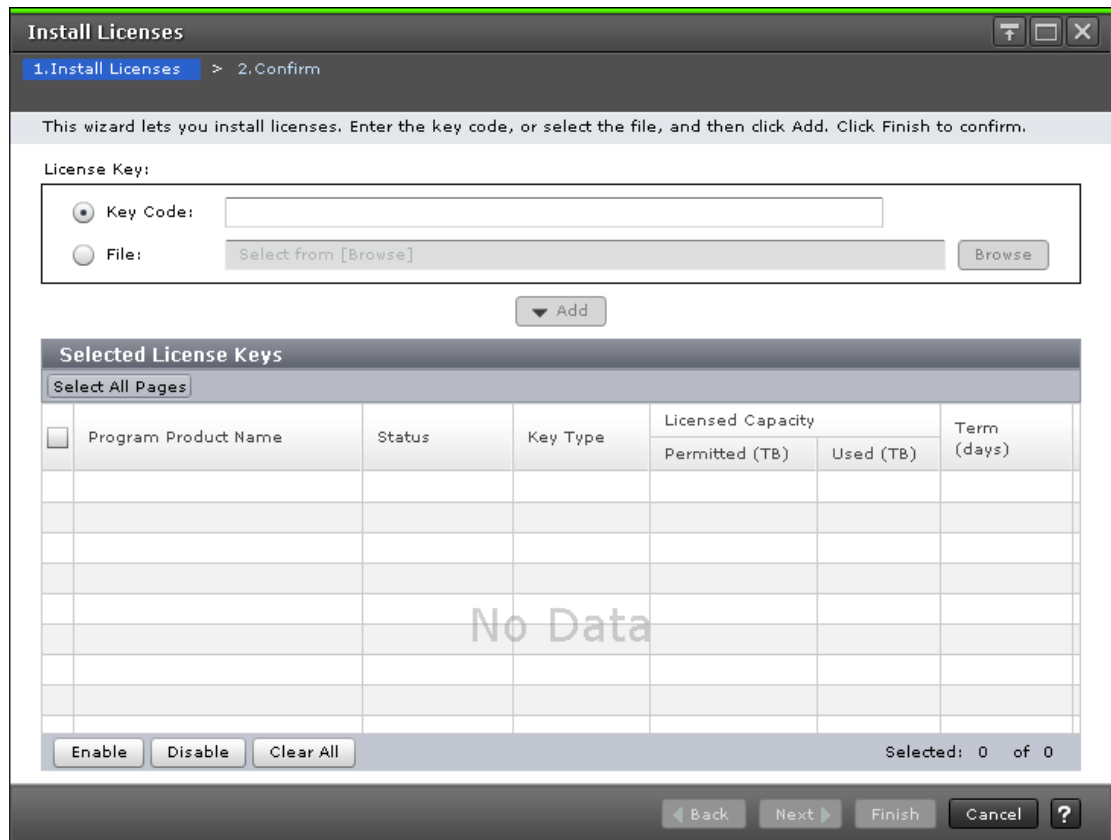 Install Licenses
1.Install Licenses > 2.Confirm
This wizard lets you install licenses. Enter the key code, or select the file, and then click Add. Click Finish to confirm.
License Key:
Key Code:
File: Select from [Browse] Browse
Add
Selected License Keys
Select All Pages
Program Product Name Status Key Type Licensed Capacity Term (days)
Permitted (TB) Used (TB)
No Data
Enable Disable Clear All Selected: 0 of 0
Back Next Finish Cancel ?